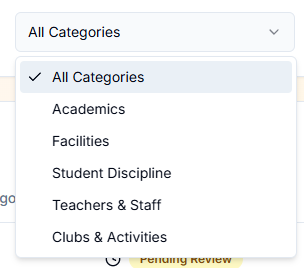 All Categories
All Categories
Academics
Facilities
Student Discipline
Teachers & Staff
Clubs & Activities
Pending Review